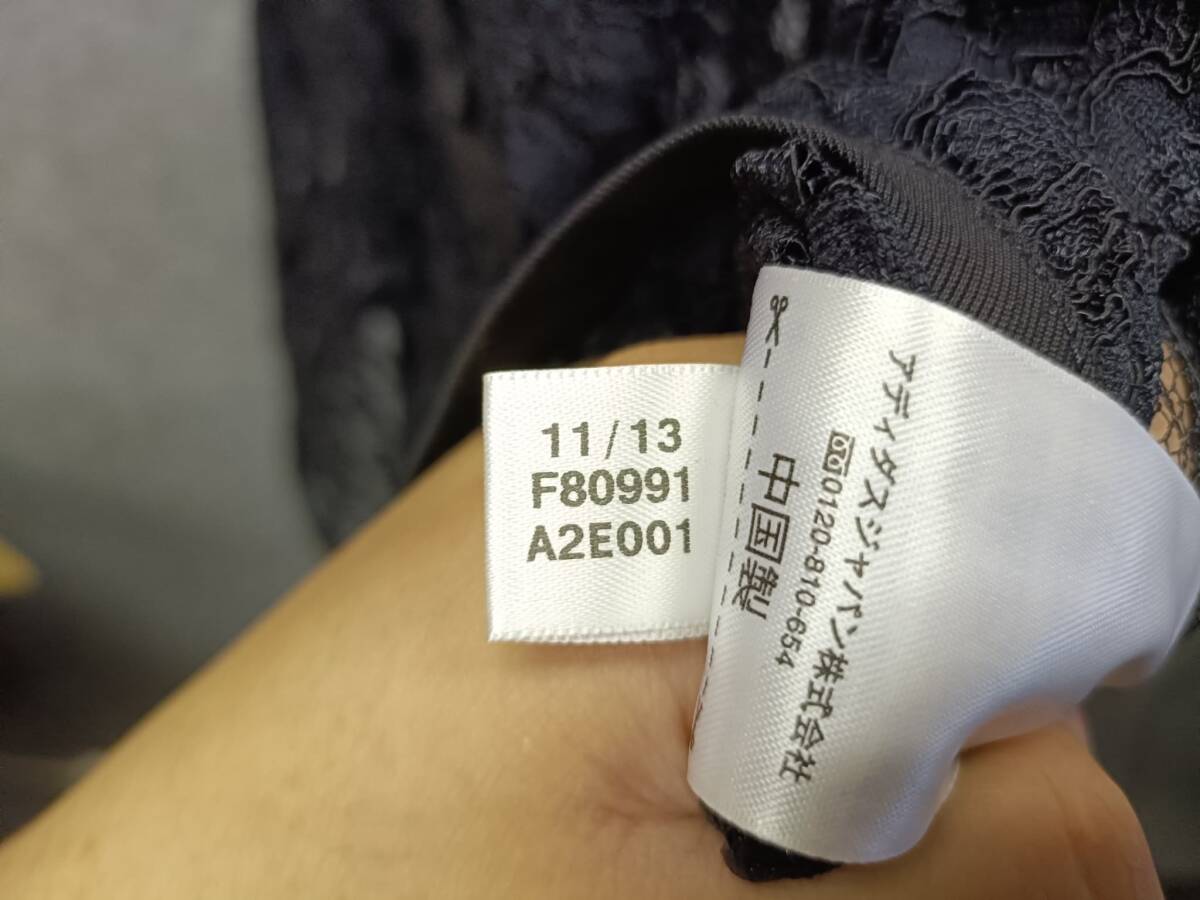 11/13
F80991
A2E001
アディダスジャパン株式会社
0120-810-654
中国製